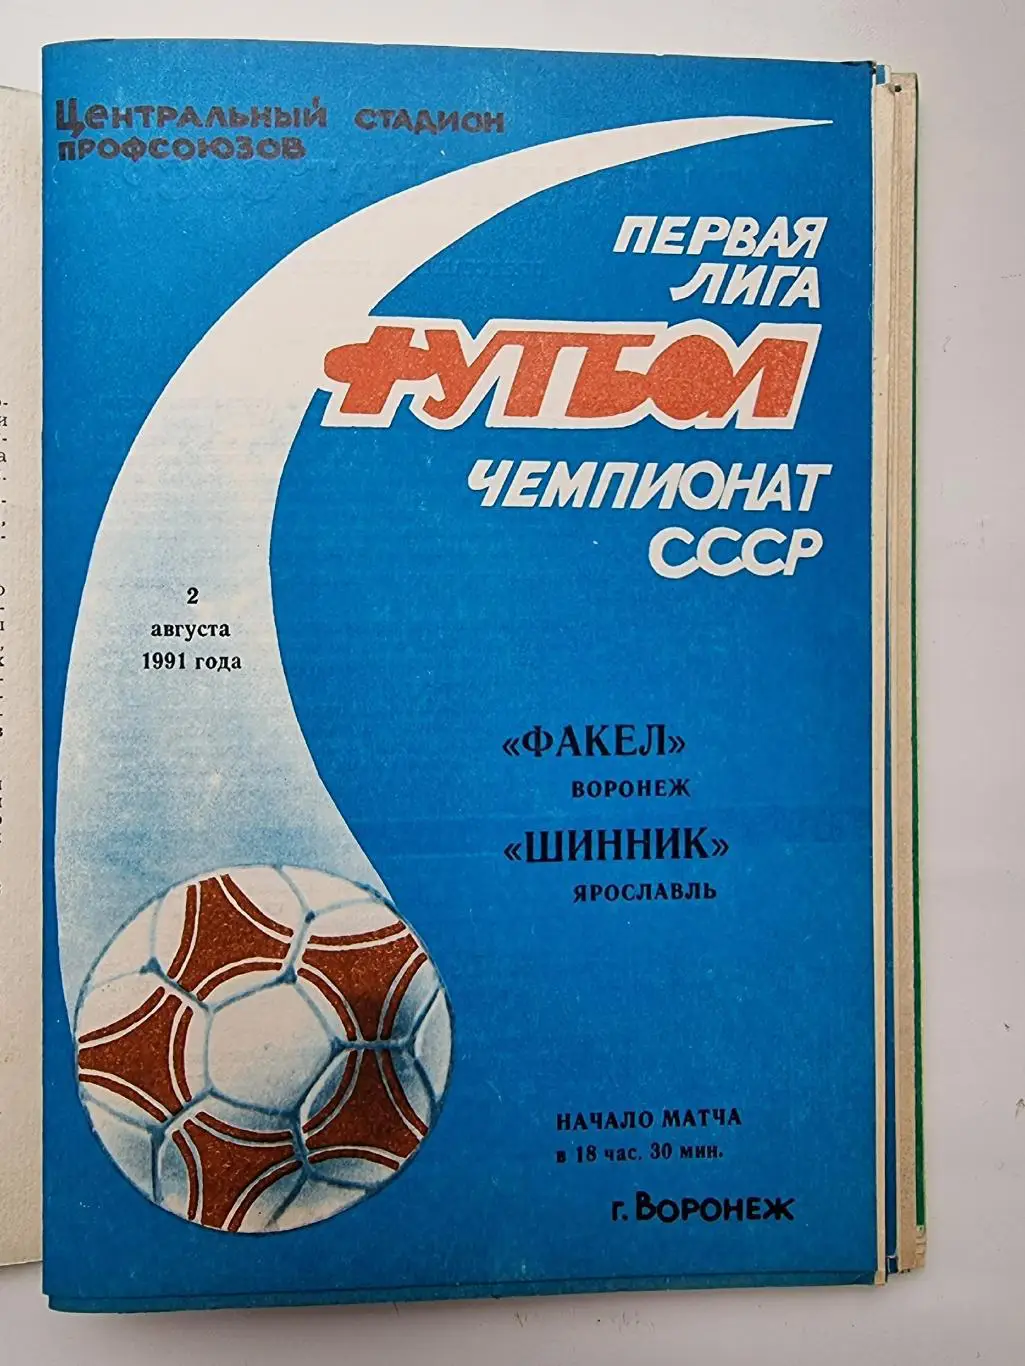 Центральный стадион
профсоюзов
ПЕРВАЯ
ЛИГА
ФУТБОЛ
ЧЕМПИОНАТ
СССР
2
августа
1991 года
«ФАКЕЛ»
ВОРОНЕЖ
«ШИННИК»
ЯРОСЛАВЛЬ
НАЧАЛО МАТЧА
в 18 час. 30 мин.
г. Воронеж